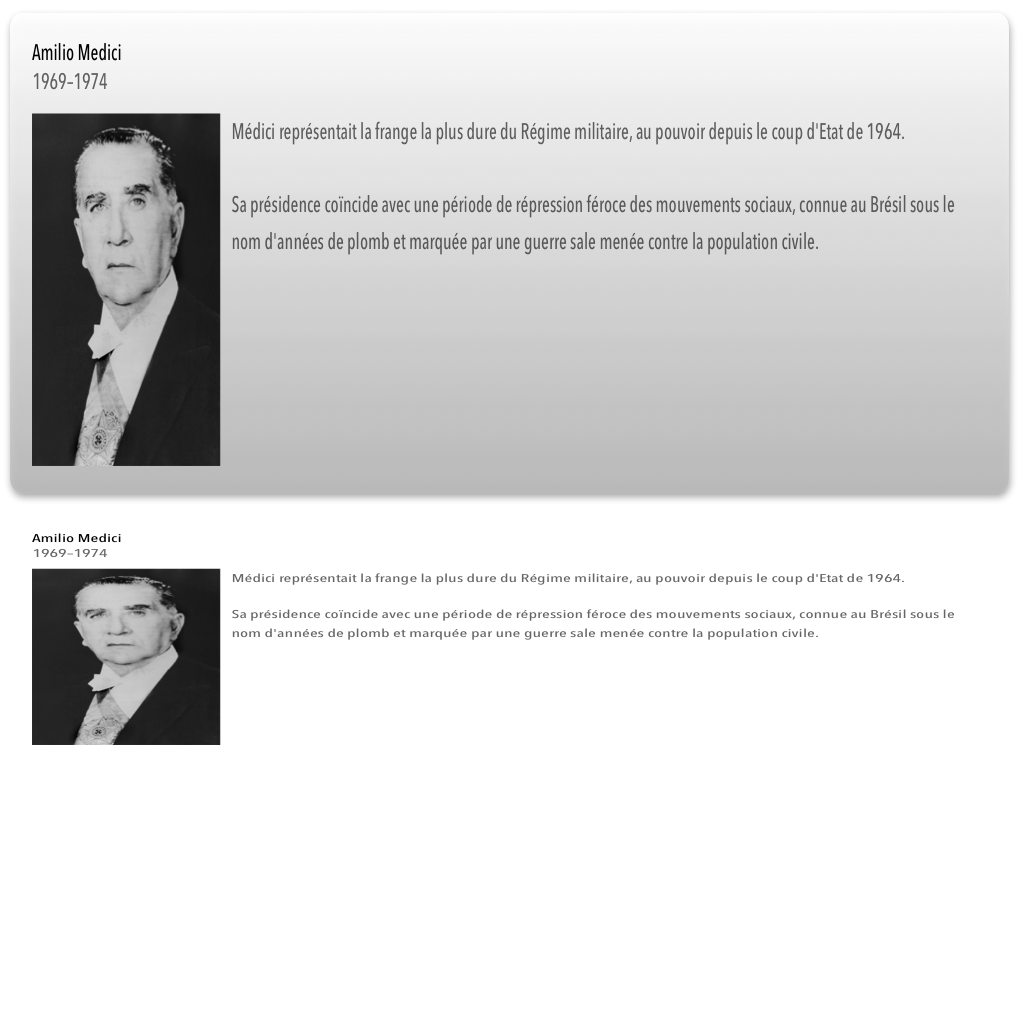 Amilio Medici
1969–1974
Médici représentait la frange la plus dure du Régime militaire, au pouvoir depuis le coup d'Etat de 1964.
Sa présidence coïncide avec une période de répression féroce des mouvements sociaux, connue au Brésil sous le
nom d'années de plomb et marquée par une guerre sale menée contre la population civile.
Amilio Medici
1969–1974
Médici représentait la frange la plus dure du Régime militaire, au pouvoir depuis le coup d'Etat de 1964.
Sa présidence coïncide avec une période de répression féroce des mouvements sociaux, connue au Brésil sous le
nom d'années de plomb et marquée par une guerre sale menée contre la population civile.